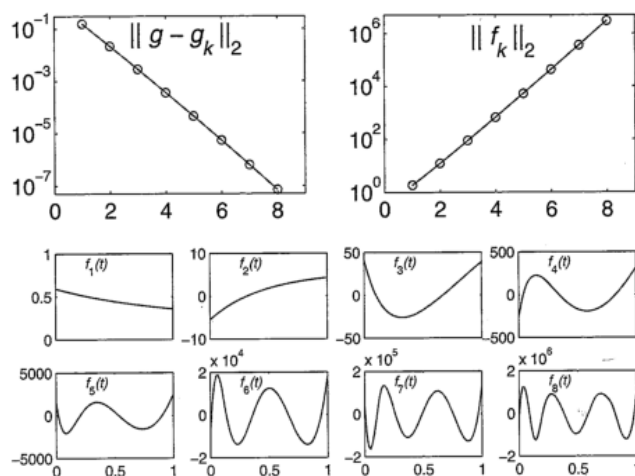 10^-1
10^-3
10^-5
10^-7
0 2 4 6 8
|| g − g_k ||_2
10^6
10^4
10^2
10^0
0 2 4 6 8
|| f_k ||_2
1
0.5
0
f_1(t)
10
0
−10
f_2(t)
50
0
−50
f_3(t)
500
0
−500
f_4(t)
5000
0
−5000
0 0.5 1
f_5(t)
x 10^4
2
0
−2
0 0.5 1
f_6(t)
x 10^5
2
0
−2
0 0.5 1
f_7(t)
x 10^6
2
0
−2
0 0.5 1
f_8(t)